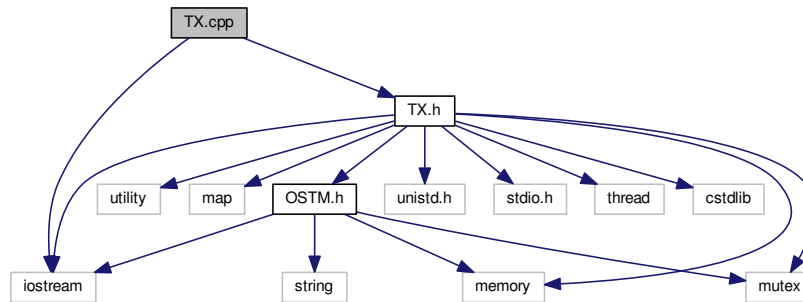 TX.cpp
TX.h
utility
map
OSTM.h
unistd.h
stdio.h
thread
cstdlib
iostream
string
memory
mutex